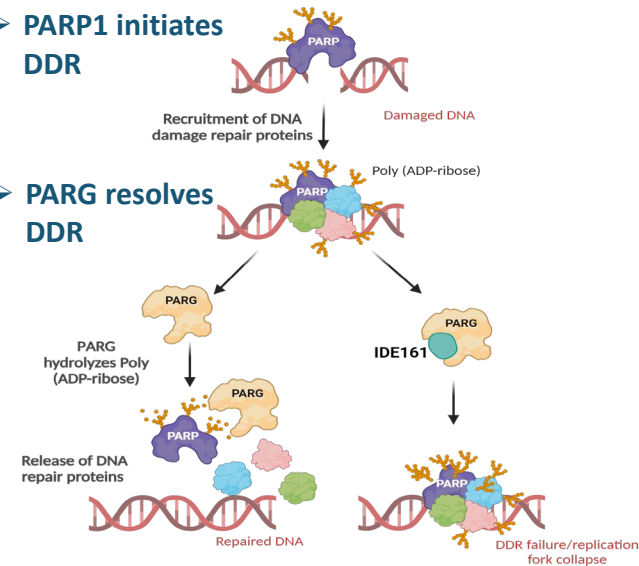 ➢ PARP1 initiates
DDR
PARP
Recruitment of DNA
damage repair proteins
Damaged DNA
Poly (ADP-ribose)
PARP
➢ PARG resolves
DDR
PARG
PARG
IDE161
PARG
hydrolyzes Poly
(ADP-ribose)
PARG
PARP
Release of DNA
repair proteins
PARP
Repaired DNA
DDR failure/replication
fork collapse